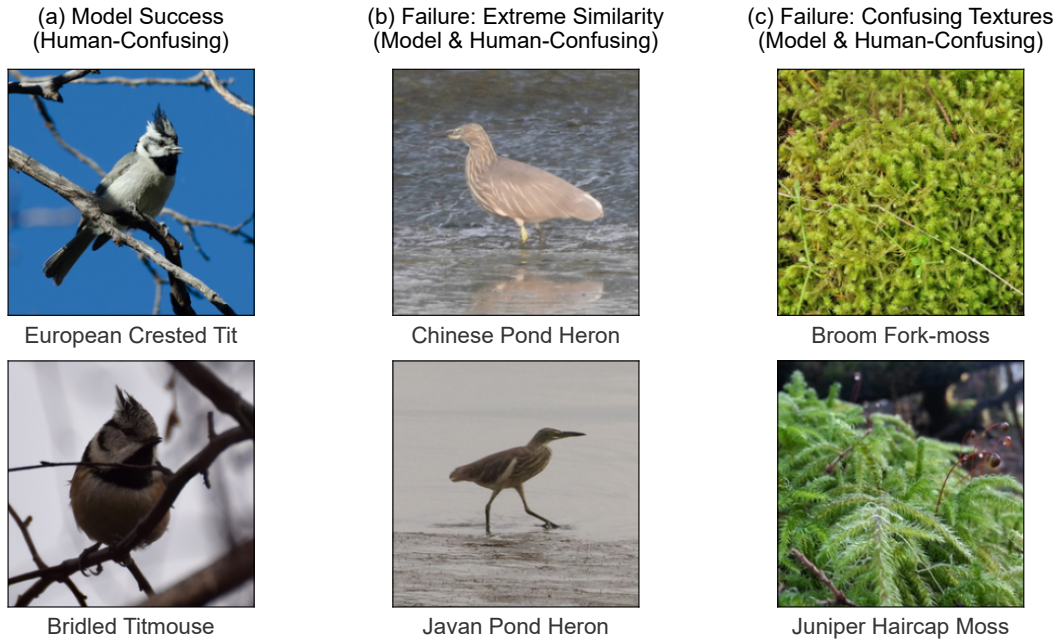 (a) Model Success
(Human-Confusing)
(b) Failure: Extreme Similarity
(Model & Human-Confusing)
(c) Failure: Confusing Textures
(Model & Human-Confusing)
European Crested Tit
Chinese Pond Heron
Broom Fork-moss
Bridled Titmouse
Javan Pond Heron
Juniper Haircap Moss